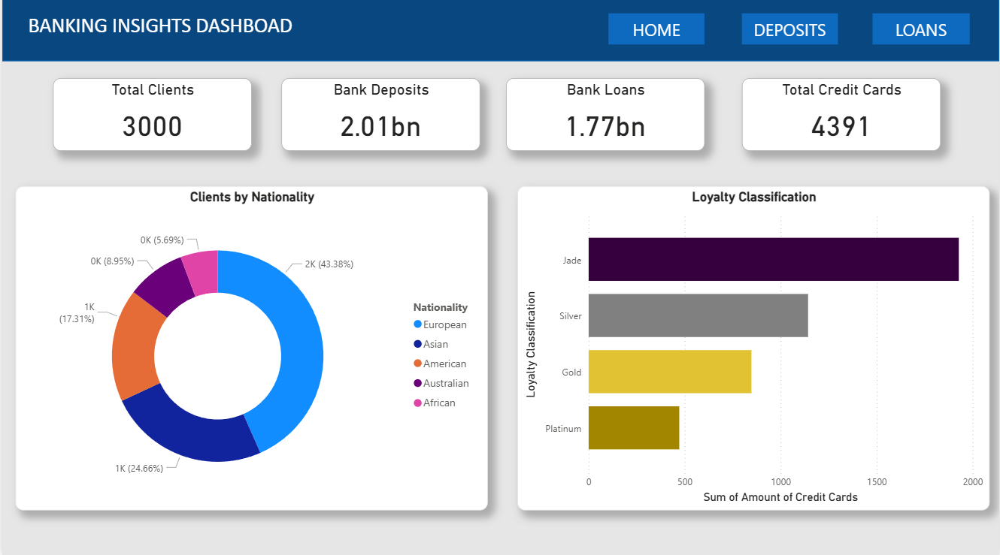 BANKING INSIGHTS DASHBOAD
HOME
DEPOSITS
LOANS
Total Clients
3000
Bank Deposits
2.01bn
Bank Loans
1.77bn
Total Credit Cards
4391
Clients by Nationality
0K (5.69%)
0K (8.95%)
2K (43.38%)
1K
(17.31%)
1K (24.66%)
Nationality
European
Asian
American
Australian
African
Loyalty Classification
Loyalty Classification
Jade
Silver
Gold
Platinum
0
500
1000
1500
2000
Sum of Amount of Credit Cards